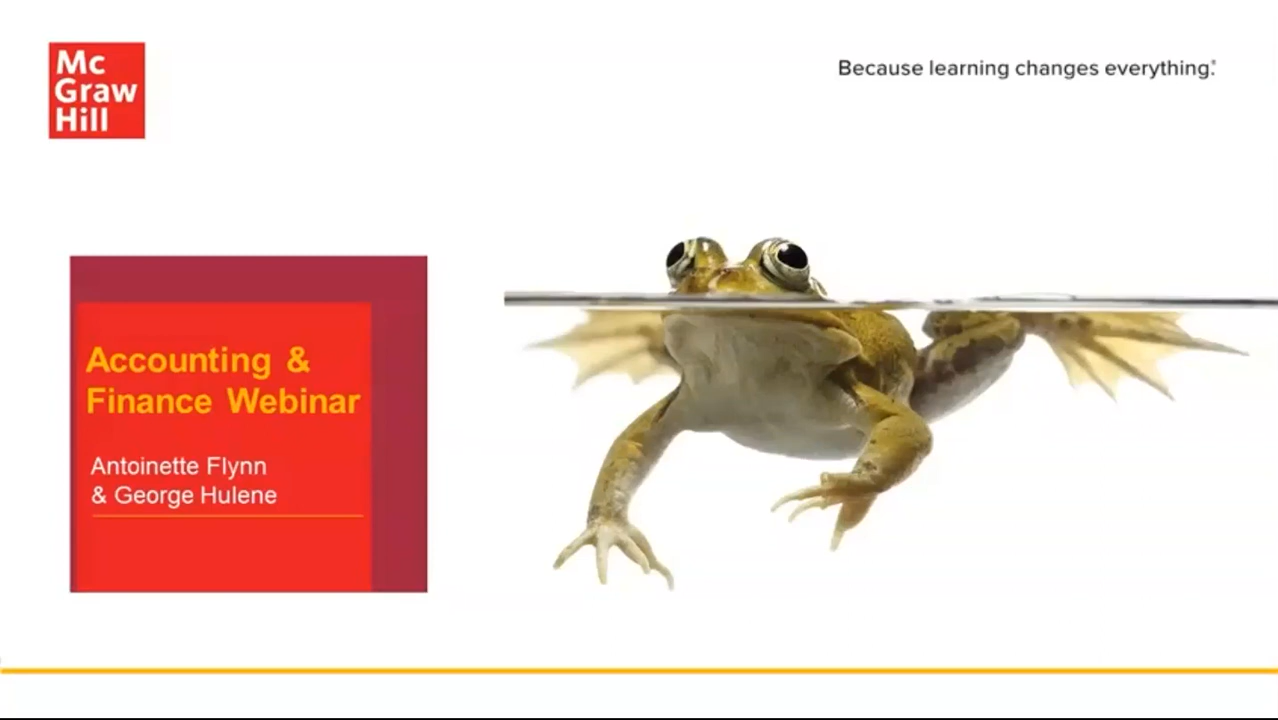 Mc
Graw
Hill
Because learning changes everything.®
Accounting &
Finance Webinar
Antoinette Flynn
& George Hulene